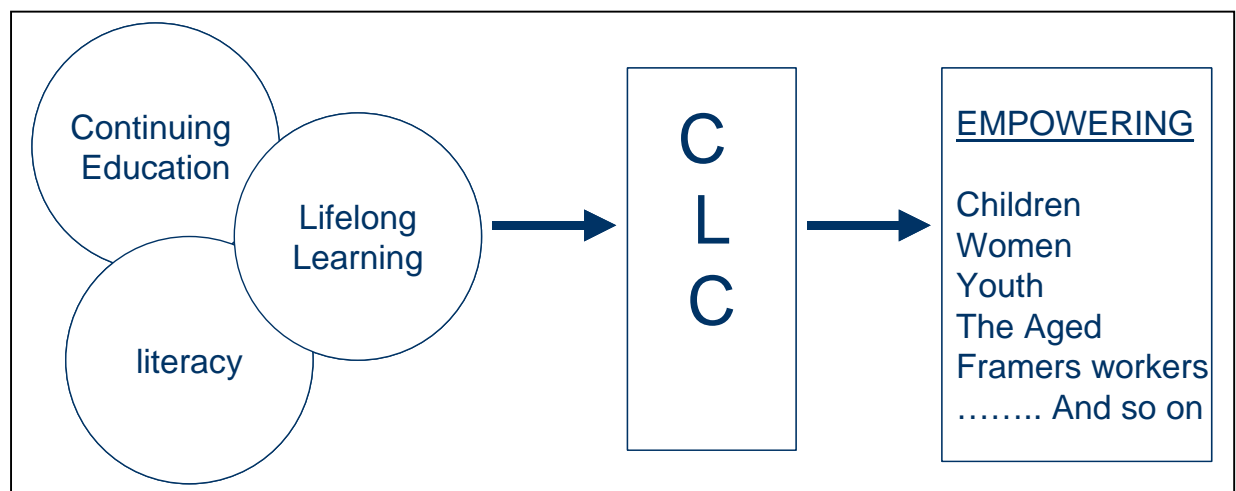 Continuing
Education
Lifelong
Learning
literacy
C
L
C
EMPOWERING
Children
Women
Youth
The Aged
Framers workers
…….. And so on